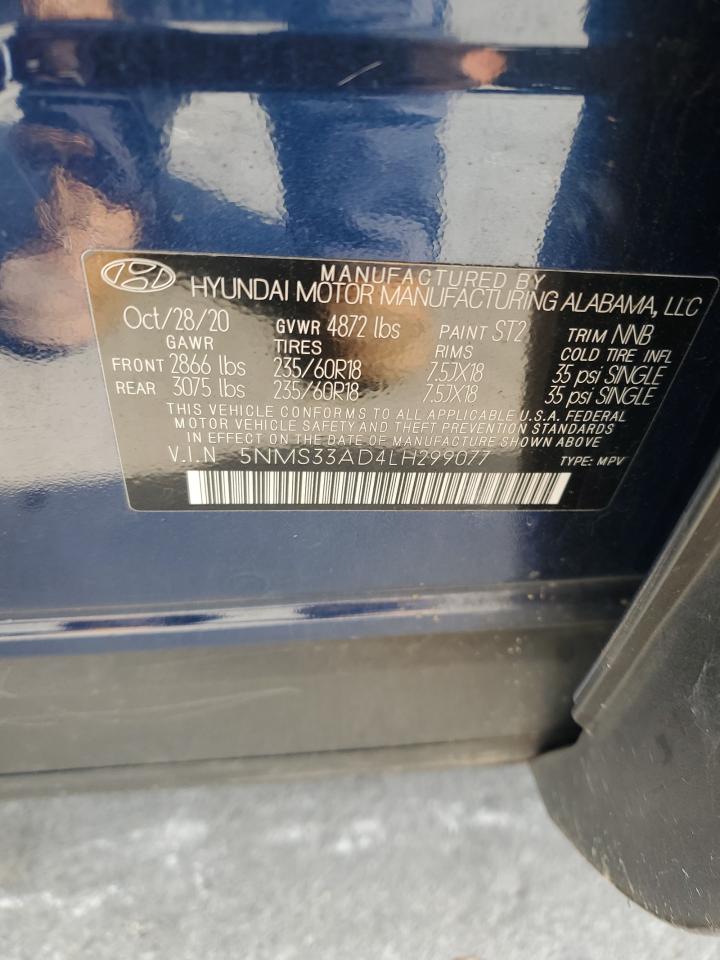 MANUFACTURED BY
HYUNDAI MOTOR MANUFACTURING ALABAMA, LLC
Oct/28/20 GVWR 4872 lbs PAINT ST2 TRIM NNB
GAWR TIRES RIMS COLD TIRE INFL
FRONT 2866 lbs 235/60R18 7.5JX18 35 psi SINGLE
REAR 3075 lbs 235/60R18 7.5JX18 35 psi SINGLE
THIS VEHICLE CONFORMS TO ALL APPLICABLE U.S.A. FEDERAL
MOTOR VEHICLE SAFETY AND THEFT PREVENTION STANDARDS
IN EFFECT ON THE DATE OF MANUFACTURE SHOWN ABOVE
V.I.N 5NMS33AD4LH299077 TYPE: MPV